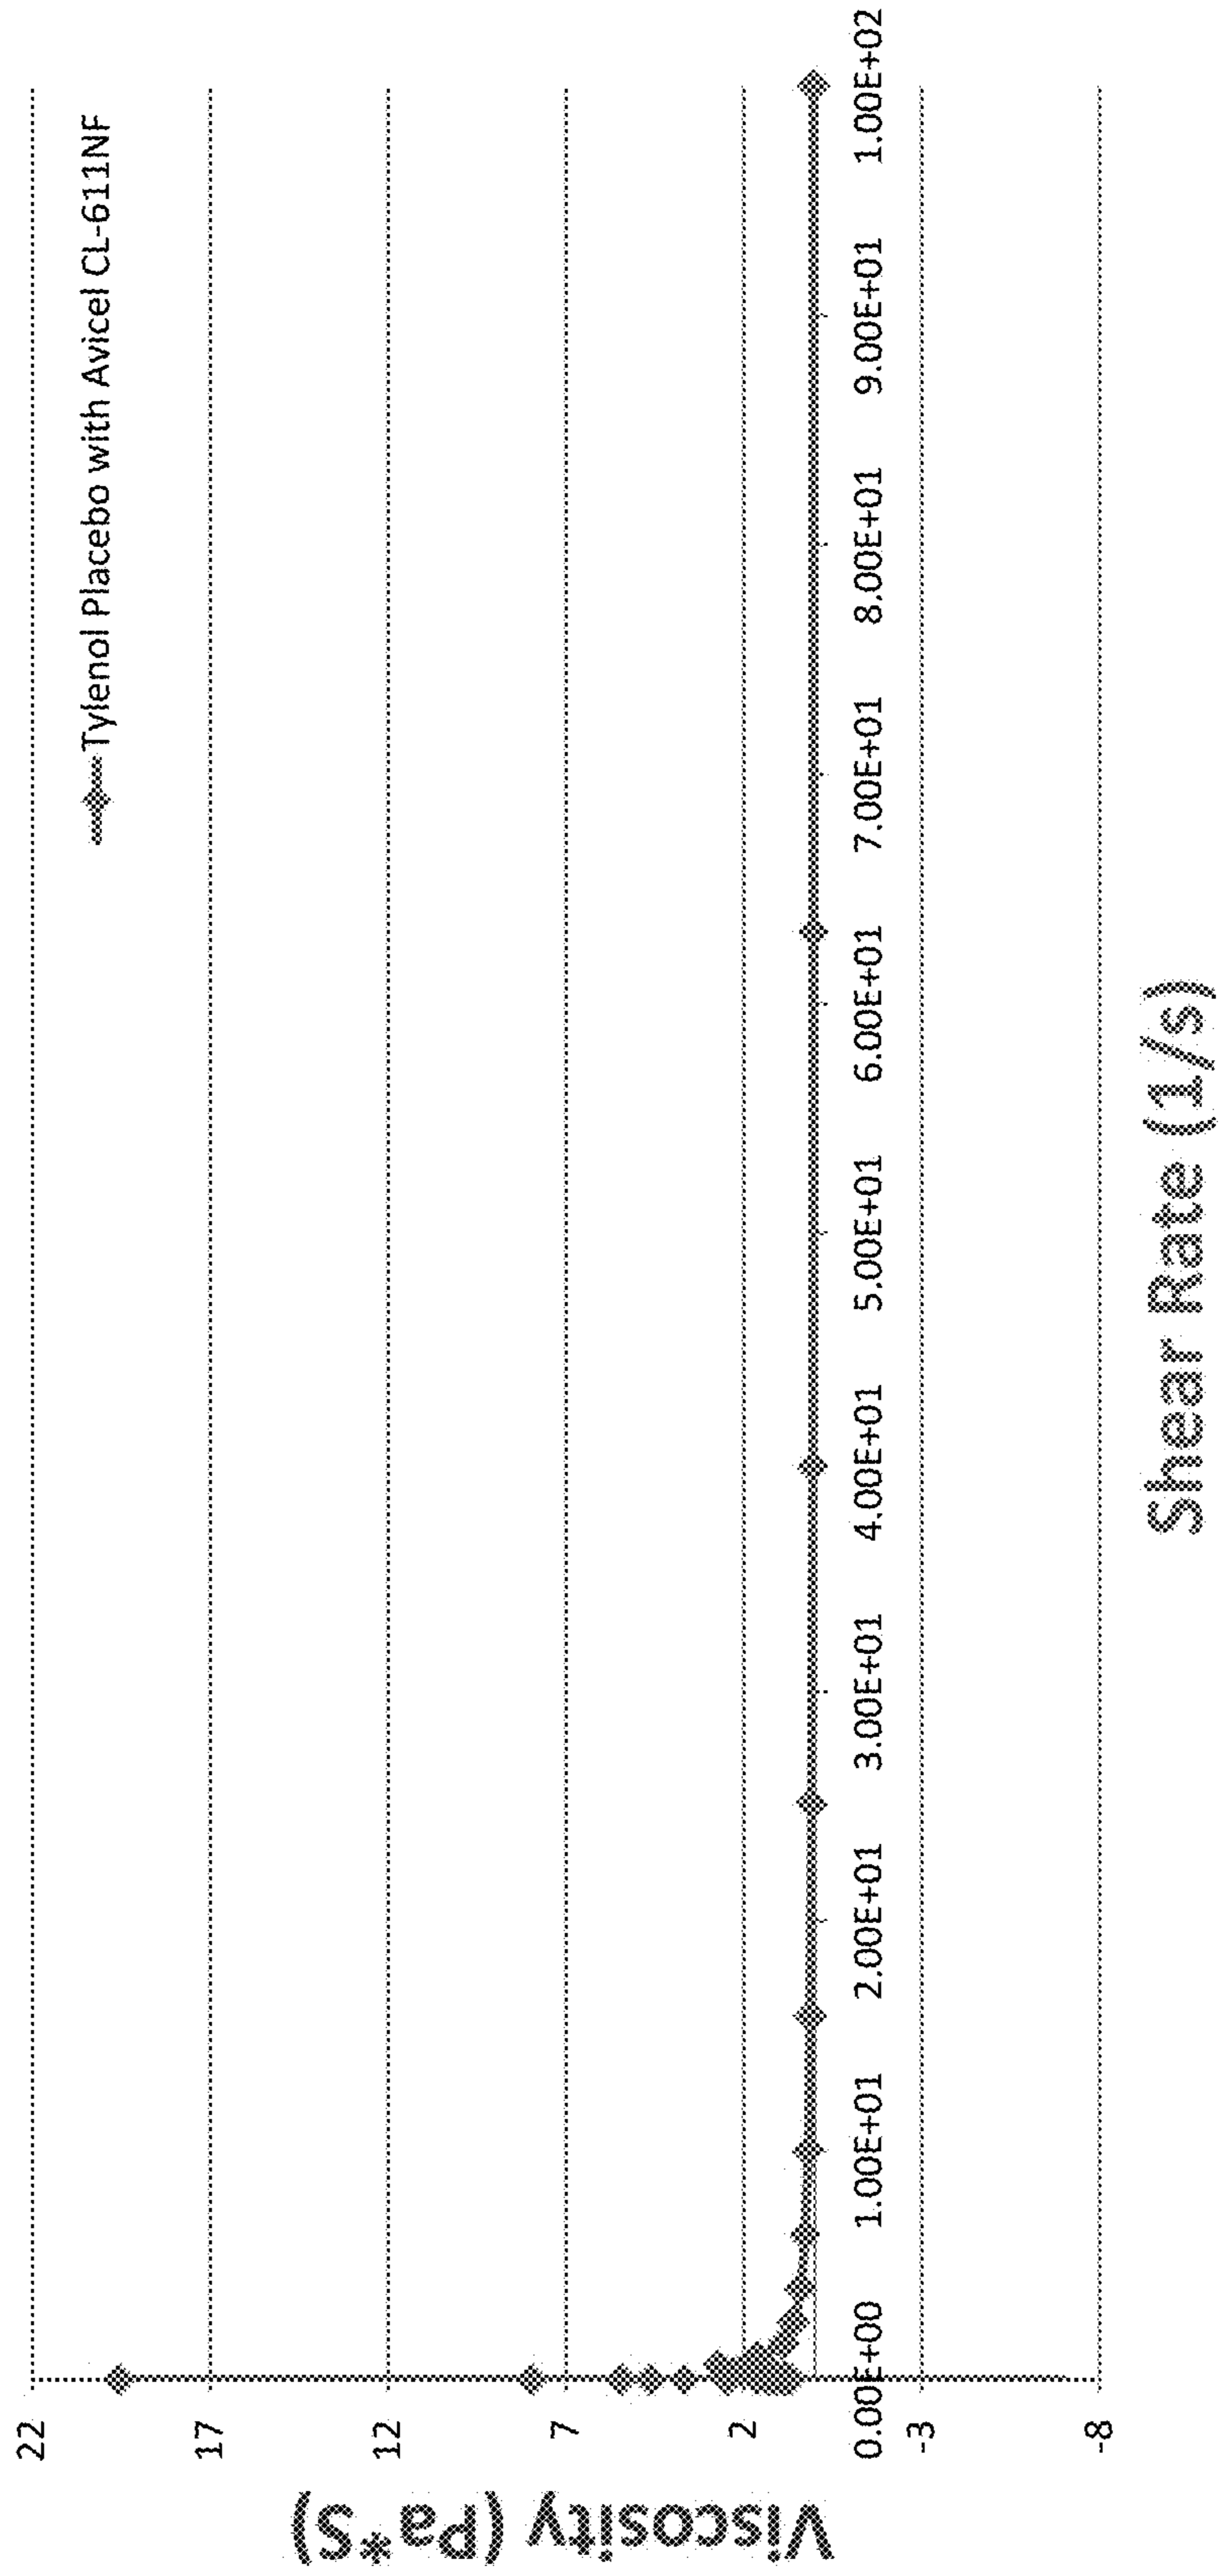 Tylenol Placebo with Avicel CL-611NF
22
17
12
7
2
-3
-8
Viscosity (Pa*S)
0.00E+00 1.00E+01 2.00E+01 3.00E+01 4.00E+01 5.00E+01 6.00E+01 7.00E+01 8.00E+01 9.00E+01 1.00E+02
Shear Rate (1/s)